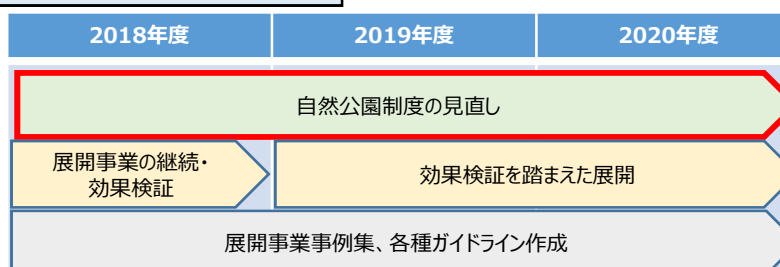 2018年度
2019年度
2020年度
自然公園制度の見直し
展開事業の継続・
効果検証
効果検証を踏まえた展開
展開事業事例集、各種ガイドライン作成